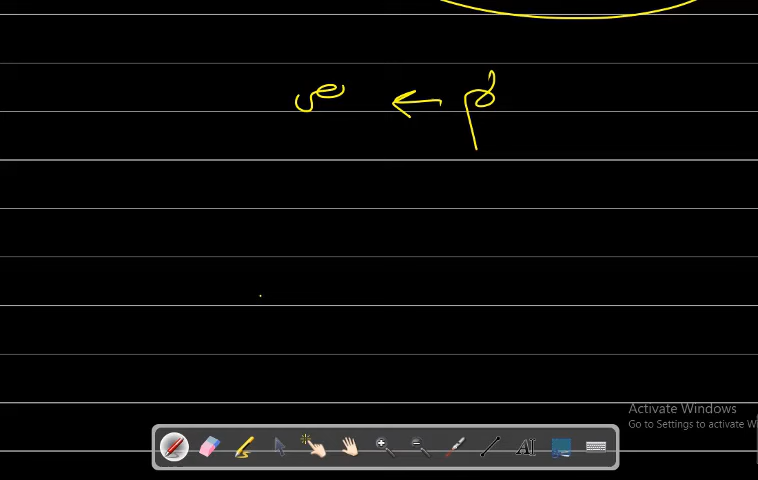 ص ←
Activate Windows
Go to Settings to activate W